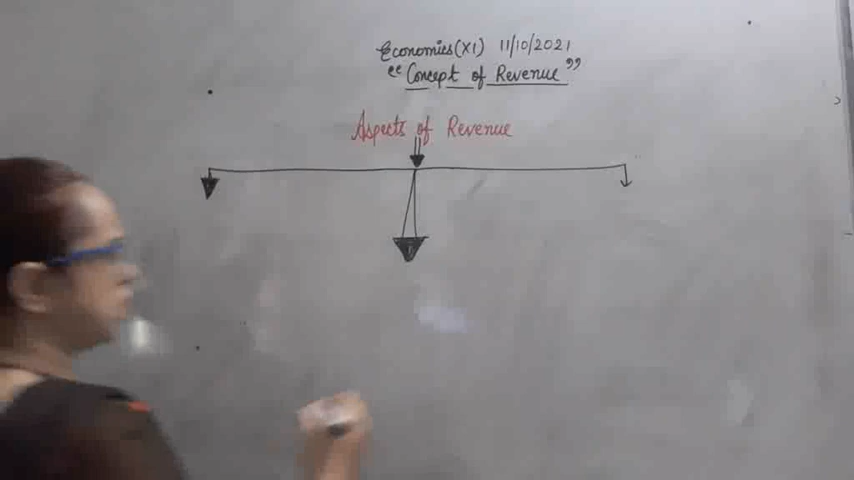 Economics (XI) 11/10/2021
"Concept of Revenue"
Aspects of Revenue